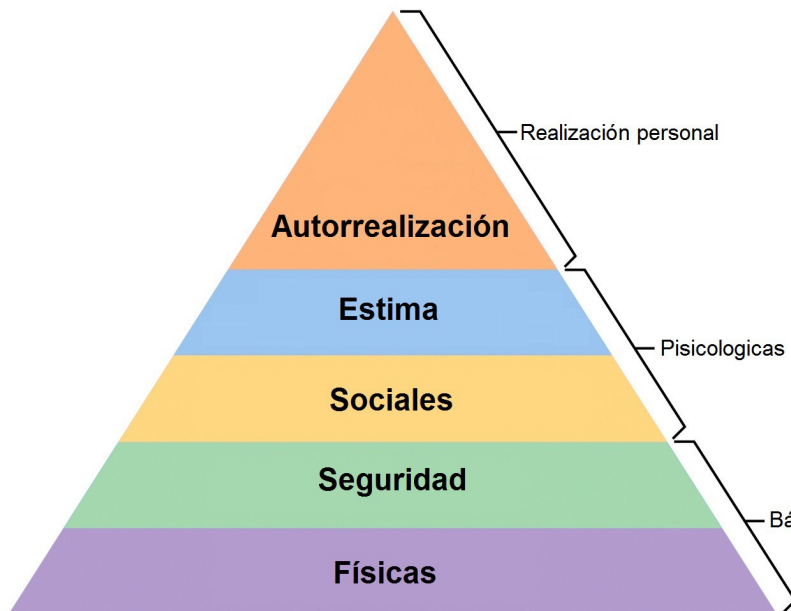 Realización personal
Autorrealización
Estima
Pisicologicas
Sociales
Seguridad
Físicas